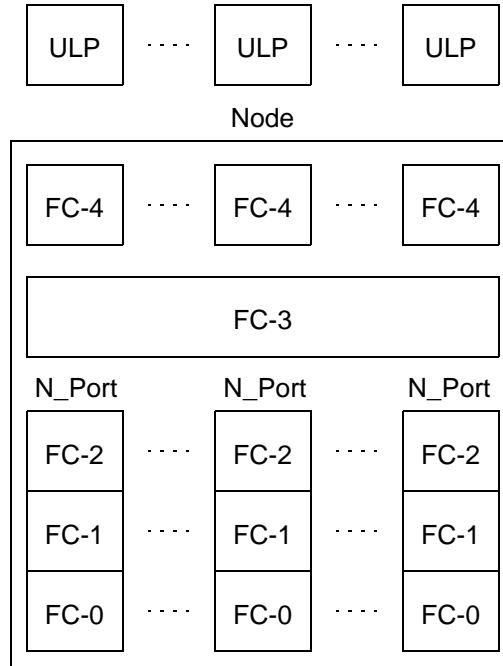 ULP .... ULP .... ULP
Node
FC-4 .... FC-4 .... FC-4
FC-3
N_Port N_Port N_Port
FC-2 .... FC-2 .... FC-2
FC-1 .... FC-1 .... FC-1
FC-0 .... FC-0 .... FC-0